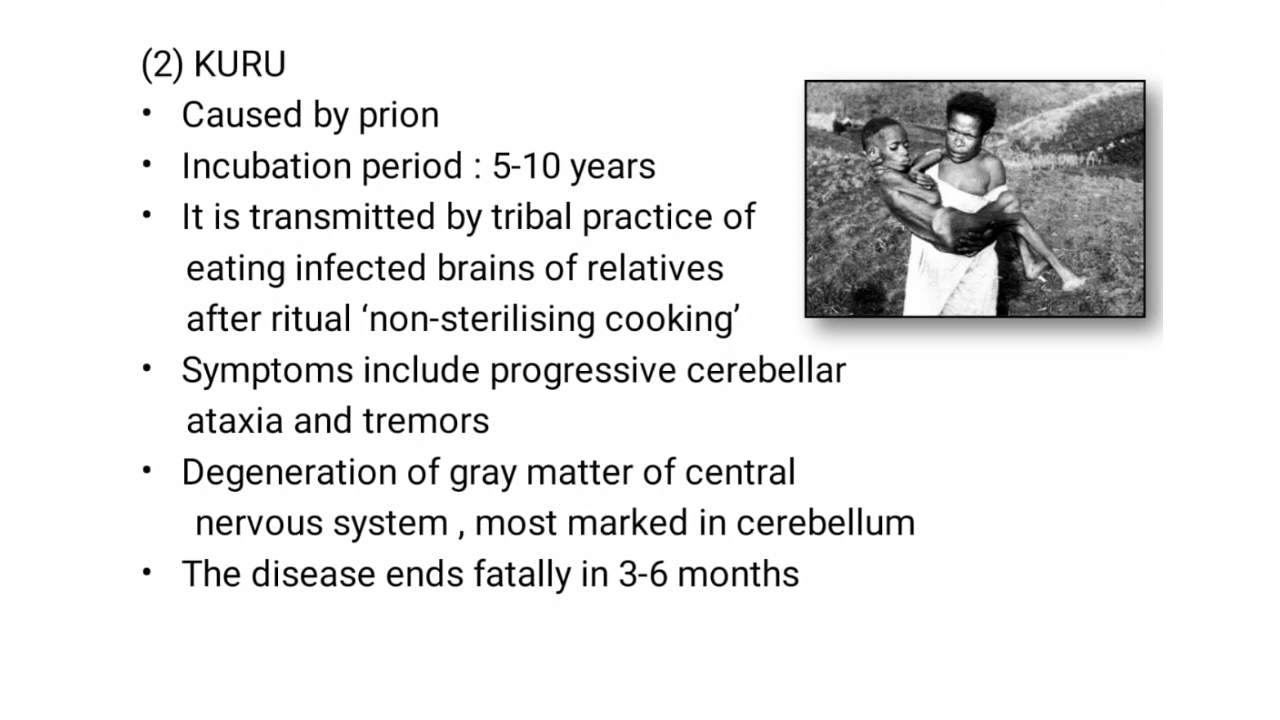 (2) KURU
• Caused by prion
• Incubation period : 5-10 years
• It is transmitted by tribal practice of
eating infected brains of relatives
after ritual ‘non-sterilising cooking’
• Symptoms include progressive cerebellar
ataxia and tremors
• Degeneration of gray matter of central
nervous system , most marked in cerebellum
• The disease ends fatally in 3-6 months